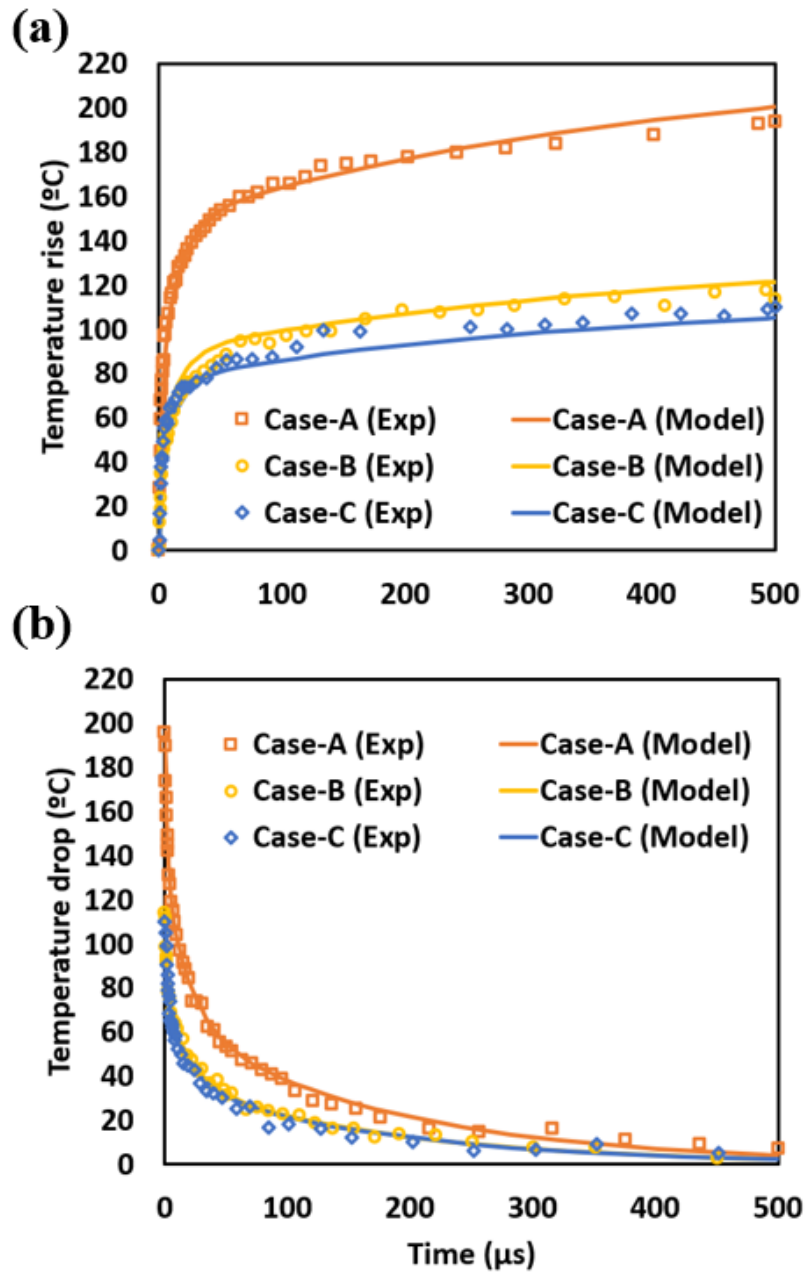 (a)
220
200
180
160
140
120
100
80
60
40
20
0
Temperature rise (ºC)
Case-A (Exp) Case-A (Model)
Case-B (Exp) Case-B (Model)
Case-C (Exp) Case-C (Model)
0 100 200 300 400 500
(b)
220
200
180
160
140
120
100
80
60
40
20
0
Temperature drop (ºC)
Case-A (Exp) Case-A (Model)
Case-B (Exp) Case-B (Model)
Case-C (Exp) Case-C (Model)
0 100 200 300 400 500
Time (µs)